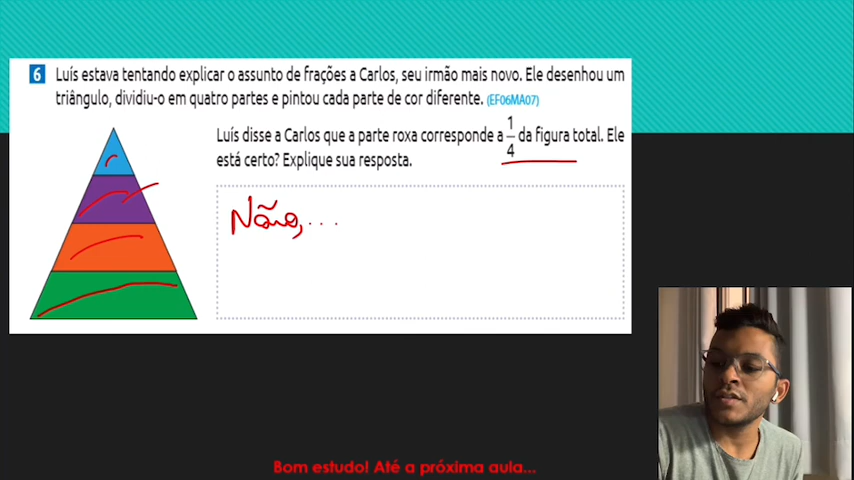 6 Luís estava tentando explicar o assunto de frações a Carlos, seu irmão mais novo. Ele desenhou um
triângulo, dividiu-o em quatro partes e pintou cada parte de cor diferente. (EF06MA07)
Luís disse a Carlos que a parte roxa corresponde a 1/4 da figura total. Ele
está certo? Explique sua resposta.
Não,...
Bom estudo! Até a próxima aula...